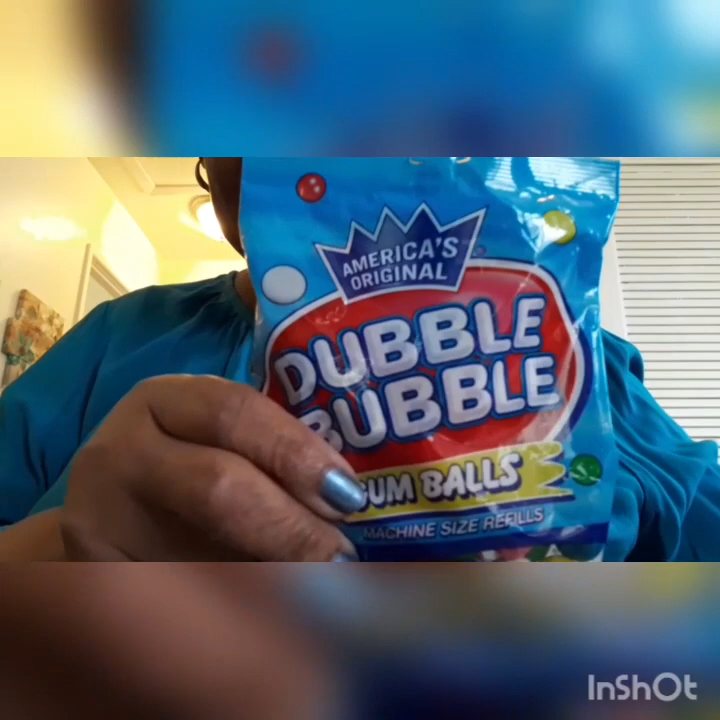 AMERICA'S
ORIGINAL
DUBBLE
BUBBLE
GUM BALLS
MACHINE SIZE REFILLS
InShOt